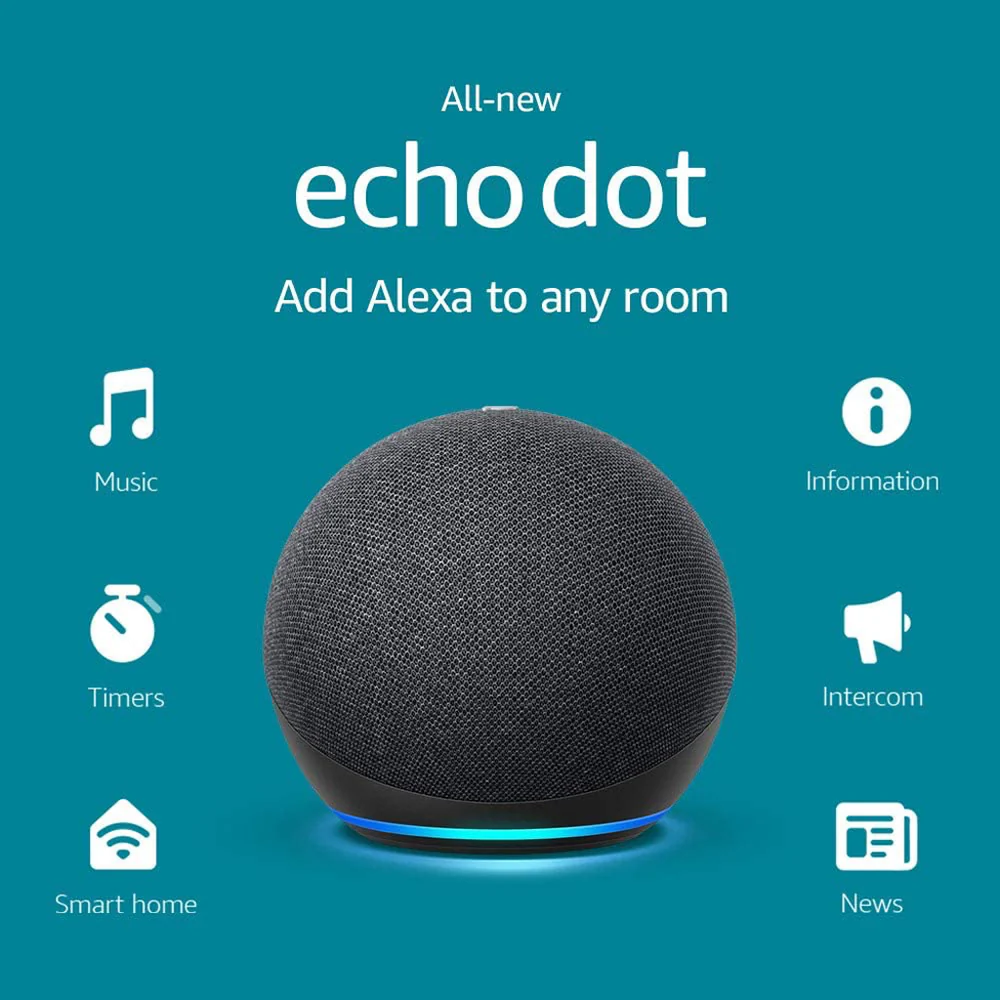 All-new
echo dot
Add Alexa to any room
Music
Information
Timers
Intercom
Smart home
News